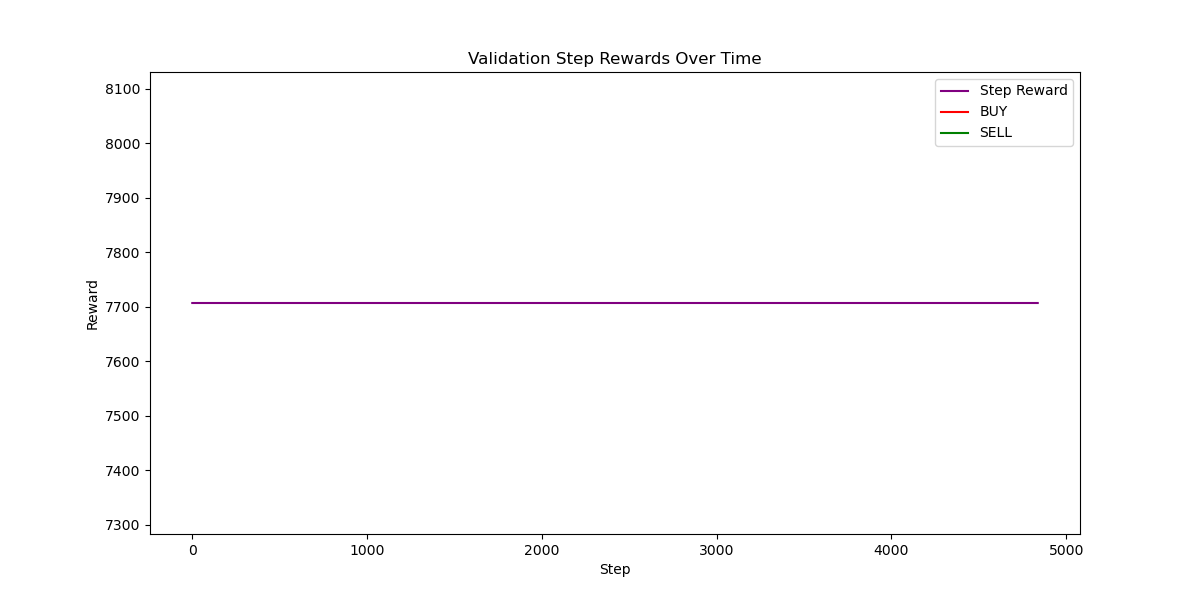 Validation Step Rewards Over Time
Step Reward
BUY
SELL
8100
8000
7900
7800
7700
7600
7500
7400
7300
Reward
0 1000 2000 3000 4000 5000
Step